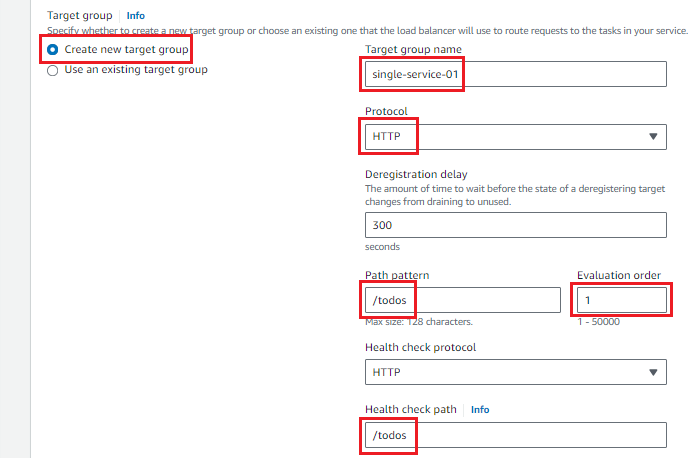 Target group Info
Specify whether to create a new target group or choose an existing one that the load balancer will use to route requests to the tasks in your service.
Create new target group
Use an existing target group
Target group name
single-service-01
Protocol
HTTP
Deregistration delay
The amount of time to wait before the state of a deregistering target
changes from draining to unused.
300
seconds
Path pattern
/todos
Max size: 128 characters.
Evaluation order
1
1 - 50000
Health check protocol
HTTP
Health check path Info
/todos